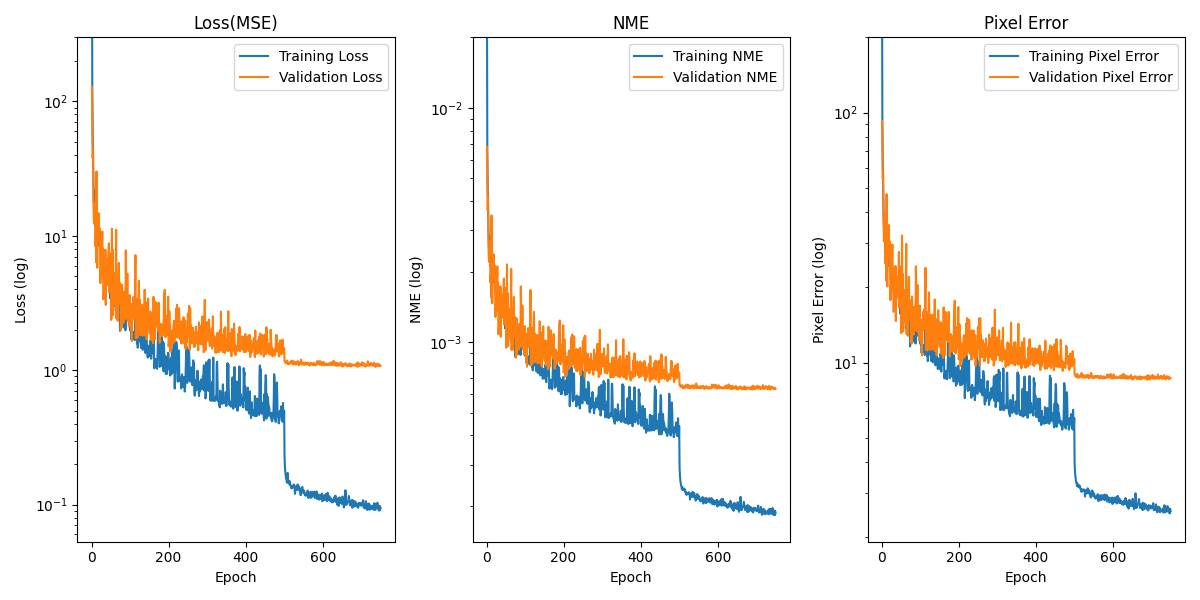 Loss(MSE)
Training Loss
Validation Loss
10²
10¹
10⁰
10⁻¹
Loss (log)
0
200
400
600
Epoch
NME
Training NME
Validation NME
10⁻²
10⁻³
NME (log)
0
200
400
600
Epoch
Pixel Error
Training Pixel Error
Validation Pixel Error
10²
10¹
Pixel Error (log)
0
200
400
600
Epoch